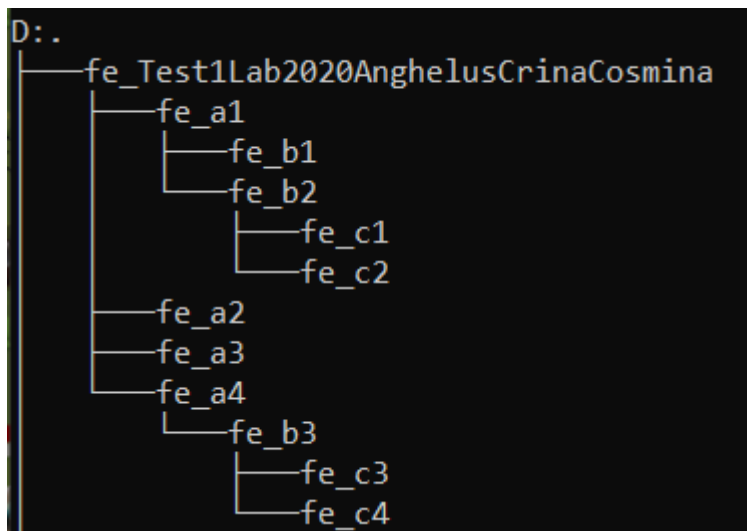 D:.
fe_Test1Lab2020AnghelusCrinaCosmina
fe_a1
fe_b1
fe_b2
fe_c1
fe_c2
fe_a2
fe_a3
fe_a4
fe_b3
fe_c3
fe_c4